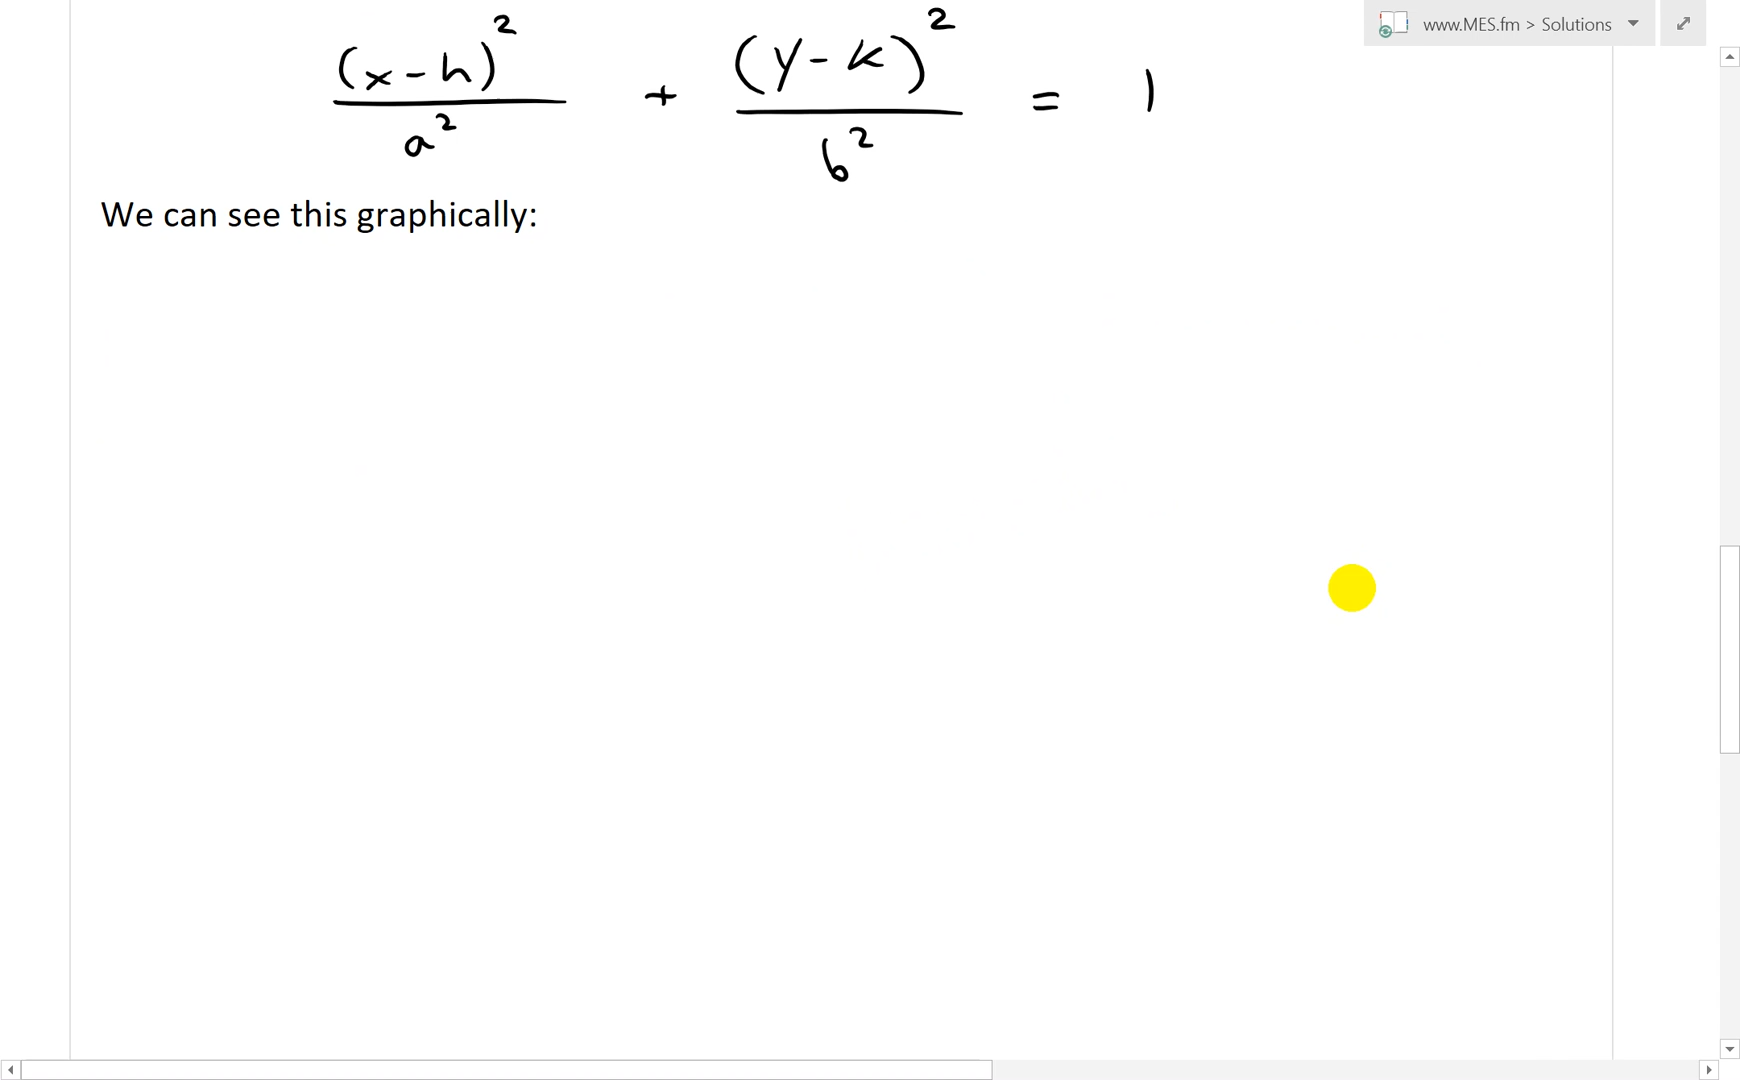 www.MES.fm > Solutions
(x-h)²/a² + (y-k)²/b² = 1
We can see this graphically: